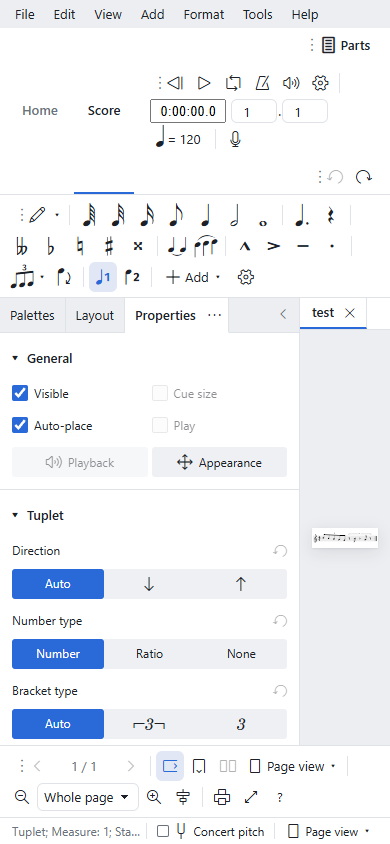 File Edit View Add Format Tools Help
Parts
Home Score
0:00:00.0 1 . 1
= 120
3 1 2 Add
Palettes Layout Properties ···
test
General
Visible Cue size
Auto-place Play
Playback Appearance
Tuplet
Direction
Auto
Number type
Number Ratio None
Bracket type
Auto 3 3
1 / 1 Page view
Whole page ?
Tuplet; Measure: 1; Sta... Concert pitch Page view